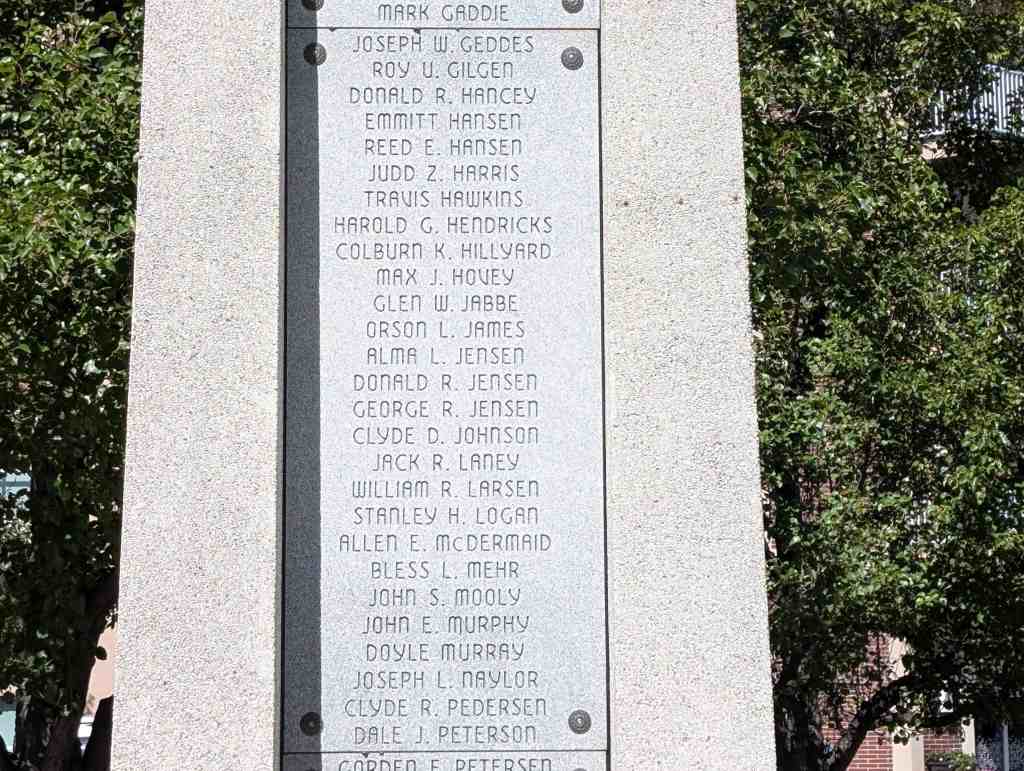 MARK GADDIE
JOSEPH W. GEDDES
ROY U. GILGEN
DONALD R. HANCEY
EMMITT HANSEN
REED E. HANSEN
JUDD Z. HARRIS
TRAVIS HAWKINS
HAROLD G. HENDRICKS
COLBURN K. HILLYARD
MAX J. HOVEY
GLEN W. JABBE
ORSON L. JAMES
ALMA L. JENSEN
DONALD R. JENSEN
GEORGE R. JENSEN
CLYDE D. JOHNSON
JACK R. LANEY
WILLIAM R. LARSEN
STANLEY H. LOGAN
ALLEN E. McDERMAID
BLESS L. MEHR
JOHN S. MOOLY
JOHN E. MURPHY
DOYLE MURRAY
JOSEPH L. NAYLOR
CLYDE R. PEDERSEN
DALE J. PETERSON
GORDEN E. PETERSEN